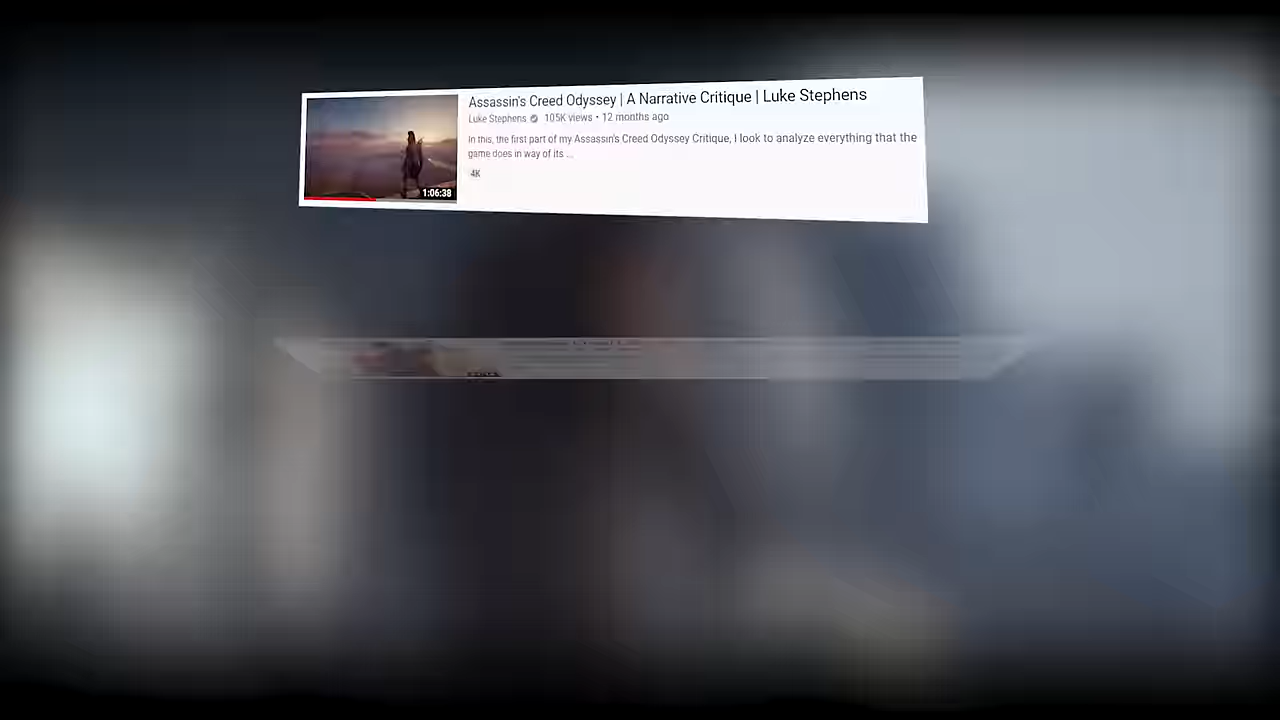 Assassin's Creed Odyssey | A Narrative Critique | Luke Stephens
Luke Stephens 105K views • 12 months ago
In this, the first part of my Assassin's Creed Odyssey Critique, I look to analyze everything that the
game does in way of its ...
4K
1:06:38